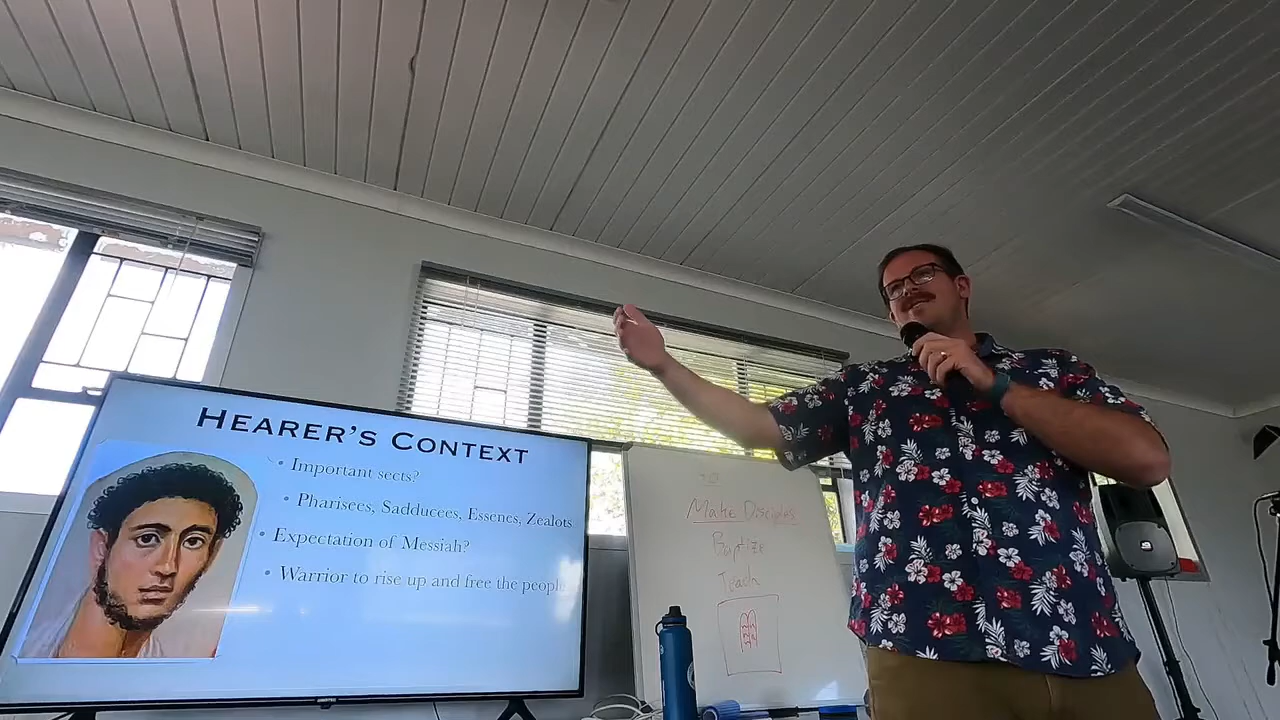 HEARER'S CONTEXT
• Important sects?
• Pharisees, Sadducees, Essenes, Zealots
• Expectation of Messiah?
• Warrior to rise up and free the people
Make Disciples
Baptize
Teach